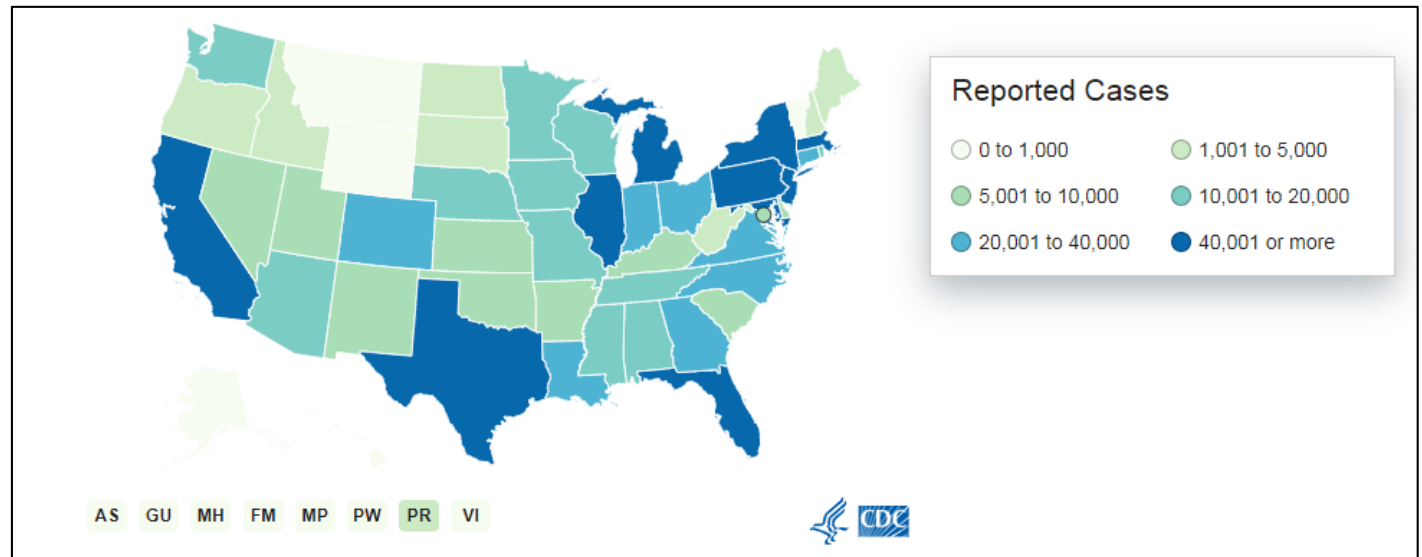 Reported Cases
0 to 1,000 1,001 to 5,000
5,001 to 10,000 10,001 to 20,000
20,001 to 40,000 40,001 or more
AS GU MH FM MP PW PR VI
CDC